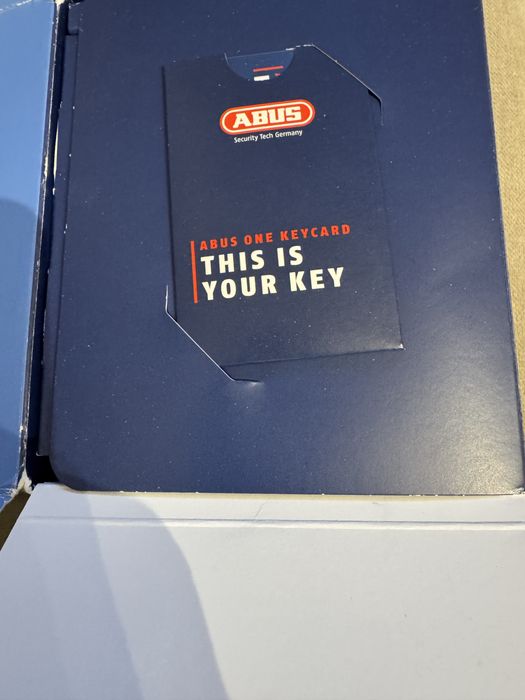 ABUS
Security Tech Germany
ABUS ONE KEYCARD
THIS IS
YOUR KEY